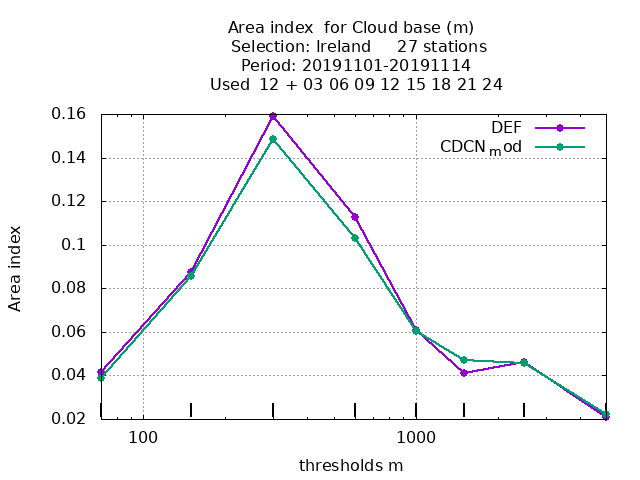 Area index  for Cloud base (m)
Selection: Ireland     27 stations
Period: 20191101-20191114
Used  12 + 03 06 09 12 15 18 21 24
DEF
CDCN_mod
0.16
0.14
0.12
0.1
0.08
0.06
0.04
0.02
Area index
100
1000
thresholds m